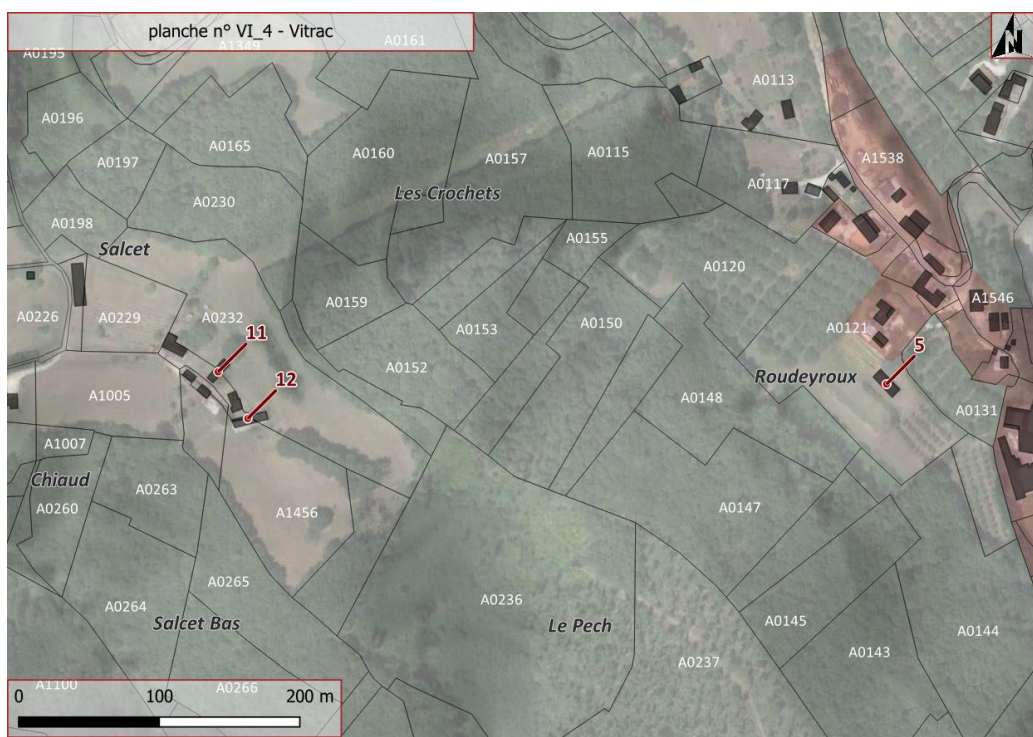 planche n° VI_4 - Vitrac
N
A0195
A1349
A0161
A0113
A0196
A0165
A0197
A0160
A0157
A0115
A1538
A0117
Les Crochets
A0230
A0198
Salcet
A0155
A0120
A0226
A0229
A0232
A0159
A0153
A0150
A0121
A1546
11
5
A0152
Roudeyroux
12
A1005
A0148
A0131
A1007
Chiaud
A0263
A0260
A1456
A0147
A0265
A0264
A0236
Salcet Bas
Le Pech
A0145
A0144
A0143
A0237
A1100
A0266
0 100 200 m